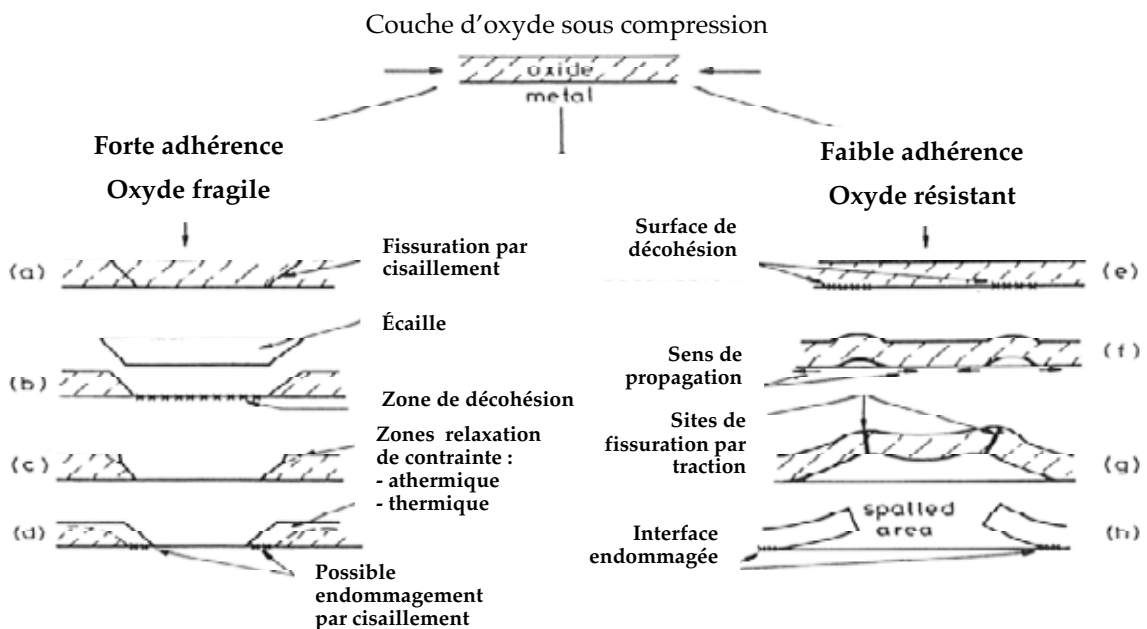 Couche d'oxyde sous compression
oxide
metal
Forte adhérence
Oxyde fragile
(a)
Fissuration par
cisaillement
Écaille
(b)
Zone de décohésion
(c)
Zones relaxation
de contrainte :
- athermique
- thermique
(d)
Possible
endommagement
par cisaillement
Faible adhérence
Oxyde résistant
Surface de
décohésion
(e)
Sens de
propagation
(f)
Sites de
fissuration par
traction
(g)
spalled
area
Interface
endommagée
(h)